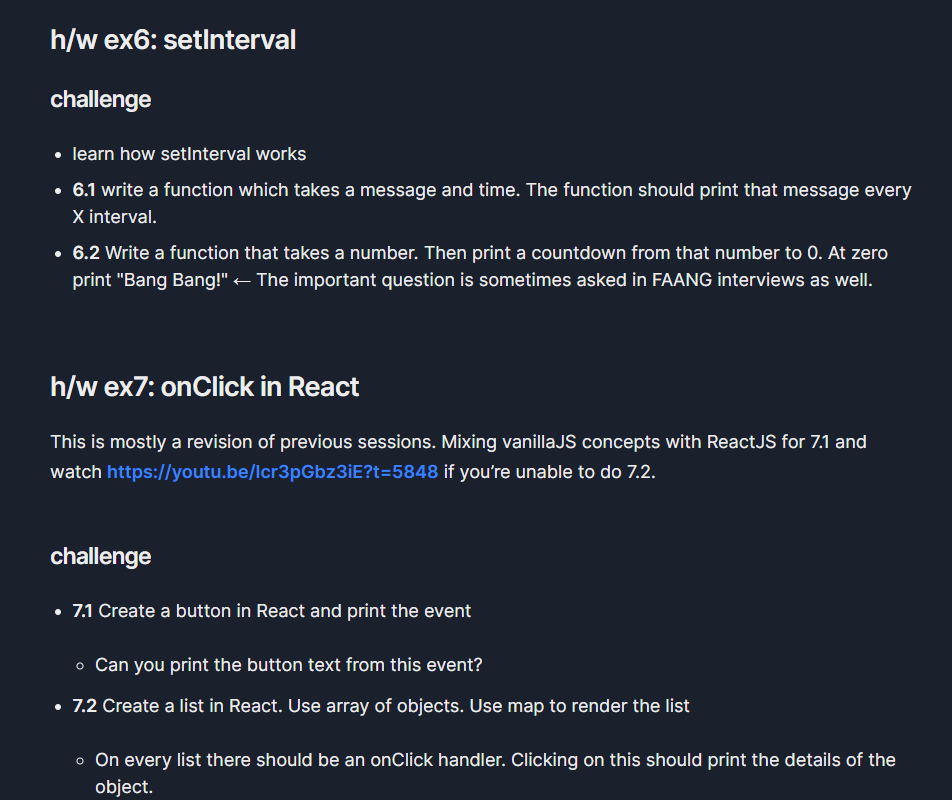 h/w ex6: setInterval
challenge
• learn how setInterval works
• 6.1 write a function which takes a message and time. The function should print that message every
X interval.
• 6.2 Write a function that takes a number. Then print a countdown from that number to 0. At zero
print "Bang Bang!" ← The important question is sometimes asked in FAANG interviews as well.
h/w ex7: onClick in React
This is mostly a revision of previous sessions. Mixing vanillaJS concepts with ReactJS for 7.1 and
watch https://youtu.be/Icr3pGbz3iE?t=5848 if you’re unable to do 7.2.
challenge
• 7.1 Create a button in React and print the event
◦ Can you print the button text from this event?
• 7.2 Create a list in React. Use array of objects. Use map to render the list
◦ On every list there should be an onClick handler. Clicking on this should print the details of the
object.